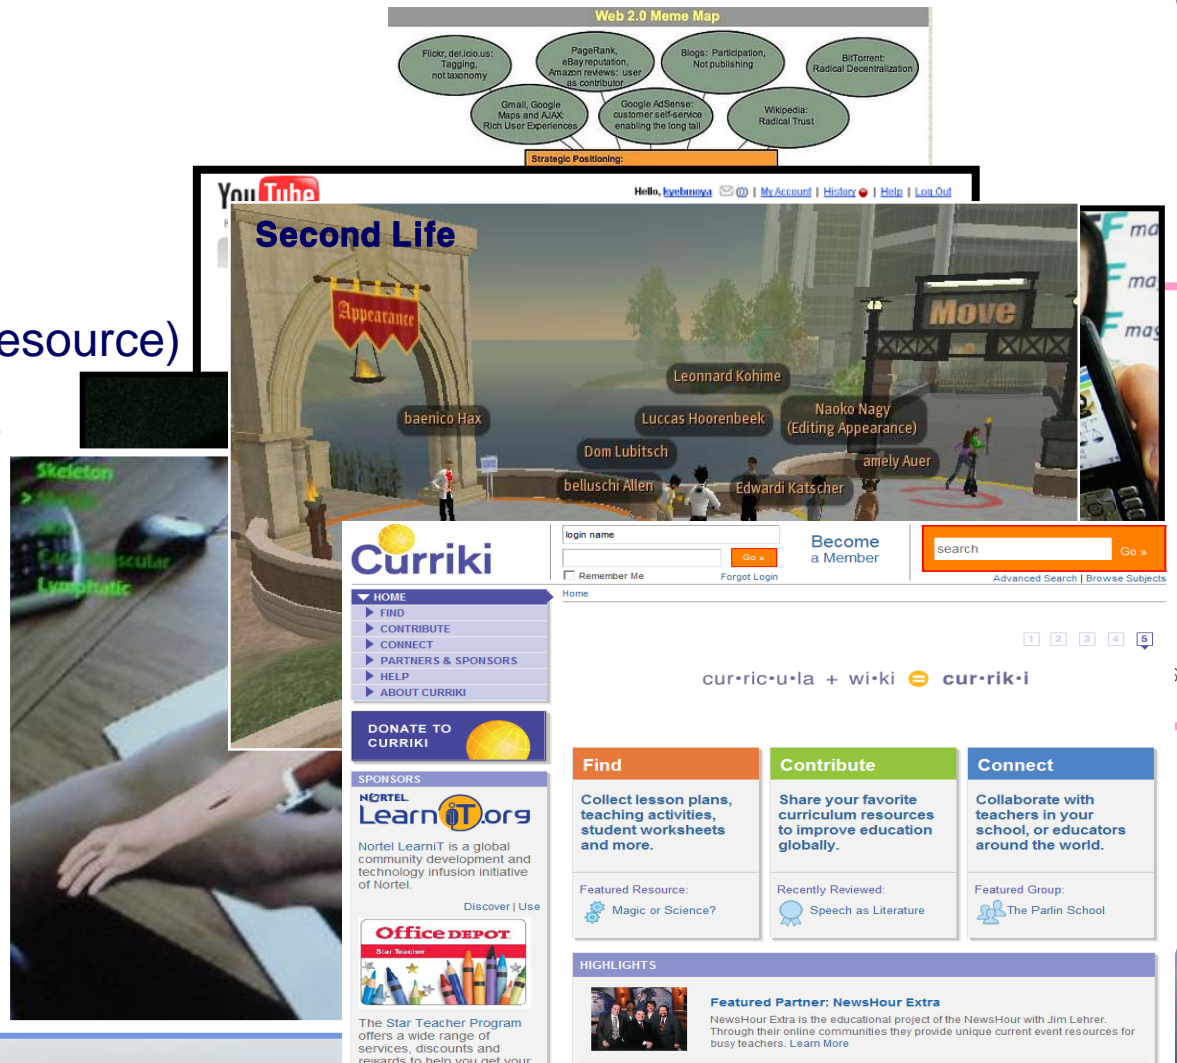 Web 2.0 Meme Map
Flickr, del.icio.us:
Tagging,
not taxonomy
PageRank,
eBay reputation,
Amazon reviews: user
as contributor
Blogs: Participation,
Not publishing
BitTorrent:
Radical Decentralization
Gmail, Google
Maps and AJAX:
Rich User Experiences
Google AdSense:
customer self-service
enabling the long tail
Wikipedia:
Radical Trust
Strategic Positioning:
You Tube
Hello, kyebmoya (0) | My Account | History | Help | Log Out
Second Life
Appearance
Move
esource)
Leonnard Kohime
baenico Hax
Luccas Hoorenbeek
Naoko Nagy
(Editing Appearance)
Dom Lubitsch
amely Auer
belluschi Allen
Edwardi Katscher
F ma
F ma
F mag
Skeleton
>
Lymphatic
Curriki
login name
Go »
Remember Me
Forgot Login
Become
a Member
search
Go »
Advanced Search | Browse Subjects
HOME
FIND
CONTRIBUTE
CONNECT
PARTNERS & SPONSORS
HELP
ABOUT CURRIKI
Home
1 2 3 4 5
cur•ric•u•la + wi•ki = cur•rik•i
DONATE TO
CURRIKI
SPONSORS
NORTEL
LearniT.org
Nortel LearniT is a global
community development and
technology infusion initiative
of Nortel.
Discover | Use
Office DEPOT
Star Teacher
The Star Teacher Program
offers a wide range of
services, discounts and
rewards to help you get your
Find
Collect lesson plans,
teaching activities,
student worksheets
and more.
Featured Resource:
Magic or Science?
Contribute
Share your favorite
curriculum resources
to improve education
globally.
Recently Reviewed:
Speech as Literature
Connect
Collaborate with
teachers in your
school, or educators
around the world.
Featured Group:
The Parlin School
HIGHLIGHTS
Featured Partner: NewsHour Extra
NewsHour Extra is the educational project of the NewsHour with Jim Lehrer.
Through their online communities they provide unique current event resources for
busy teachers. Learn More